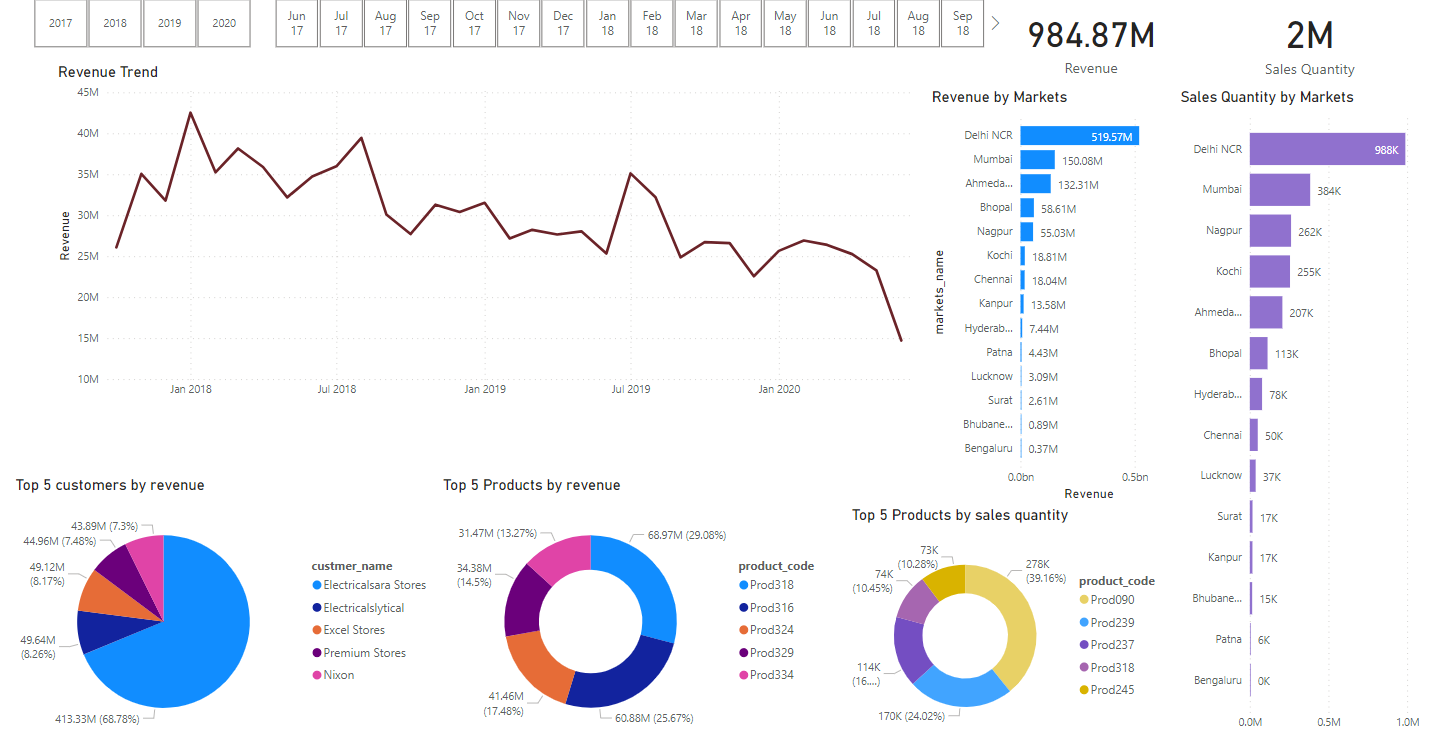 2017 2018 2019 2020
Jun 17 Jul 17 Aug 17 Sep 17 Oct 17 Nov 17 Dec 17 Jan 18 Feb 18 Mar 18 Apr 18 May 18 Jun 18 Jul 18 Aug 18 Sep 18
984.87M
Revenue
2M
Sales Quantity
Revenue Trend
Revenue
45M
40M
35M
30M
25M
20M
15M
10M
Jan 2018 Jul 2018 Jan 2019 Jul 2019 Jan 2020
Revenue by Markets
markets_name
Delhi NCR 519.57M
Mumbai 150.08M
Ahmeda... 132.31M
Bhopal 58.61M
Nagpur 55.03M
Kochi 18.81M
Chennai 18.04M
Kanpur 13.58M
Hyderab... 7.44M
Patna 4.43M
Lucknow 3.09M
Surat 2.61M
Bhubane... 0.89M
Bengaluru 0.37M
0.0bn 0.5bn
Revenue
Sales Quantity by Markets
Delhi NCR 988K
Mumbai 384K
Nagpur 262K
Kochi 255K
Ahmeda... 207K
Bhopal 113K
Hyderab... 78K
Chennai 50K
Lucknow 37K
Surat 17K
Kanpur 17K
Bhubane... 15K
Patna 6K
Bengaluru 0K
0.0M 0.5M 1.0M
Top 5 customers by revenue
43.89M (7.3%)
44.96M (7.48%)
49.12M
(8.17%)
49.64M
(8.26%)
413.33M (68.78%)
custmer_name
Electricalsara Stores
Electricalslytical
Excel Stores
Premium Stores
Nixon
Top 5 Products by revenue
31.47M (13.27%)
68.97M (29.08%)
34.38M
(14.5%)
41.46M
(17.48%)
60.88M (25.67%)
product_code
Prod318
Prod316
Prod324
Prod329
Prod334
Top 5 Products by sales quantity
73K
(10.28%)
278K
(39.16%)
74K
(10.45%)
114K
(16....)
170K (24.02%)
product_code
Prod090
Prod239
Prod237
Prod318
Prod245